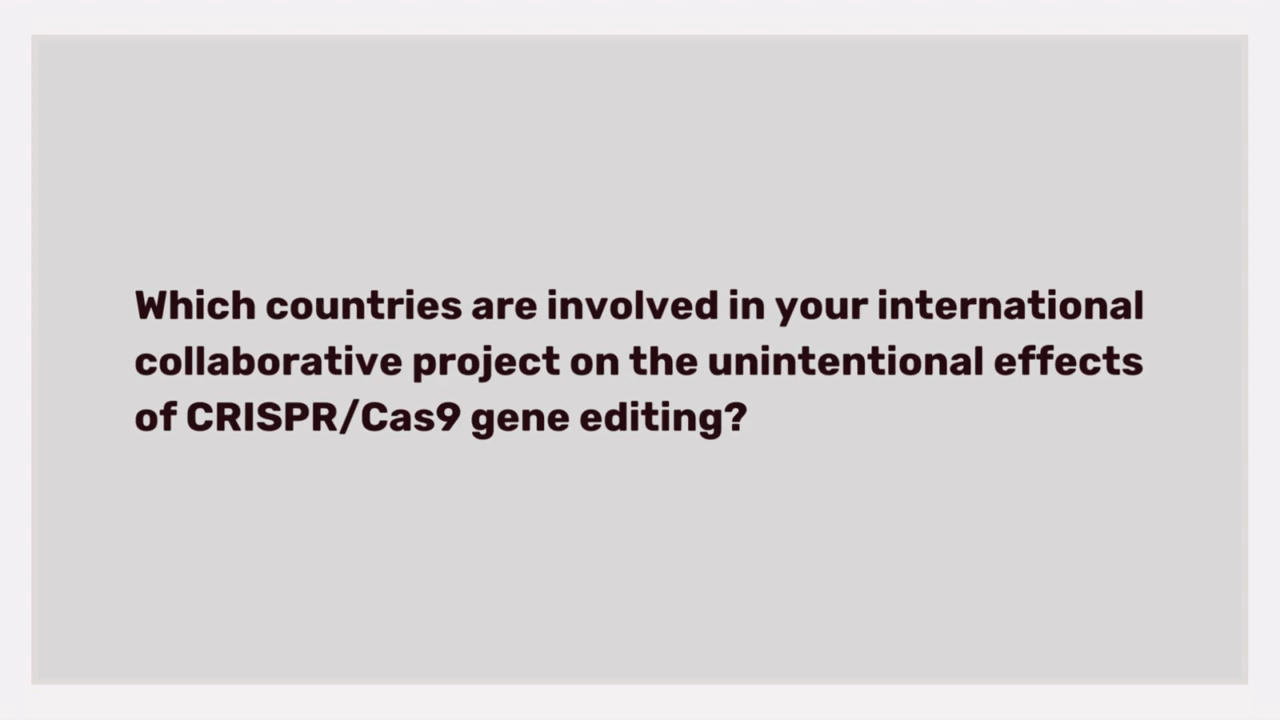 Which countries are involved in your international
collaborative project on the unintentional effects
of CRISPR/Cas9 gene editing?